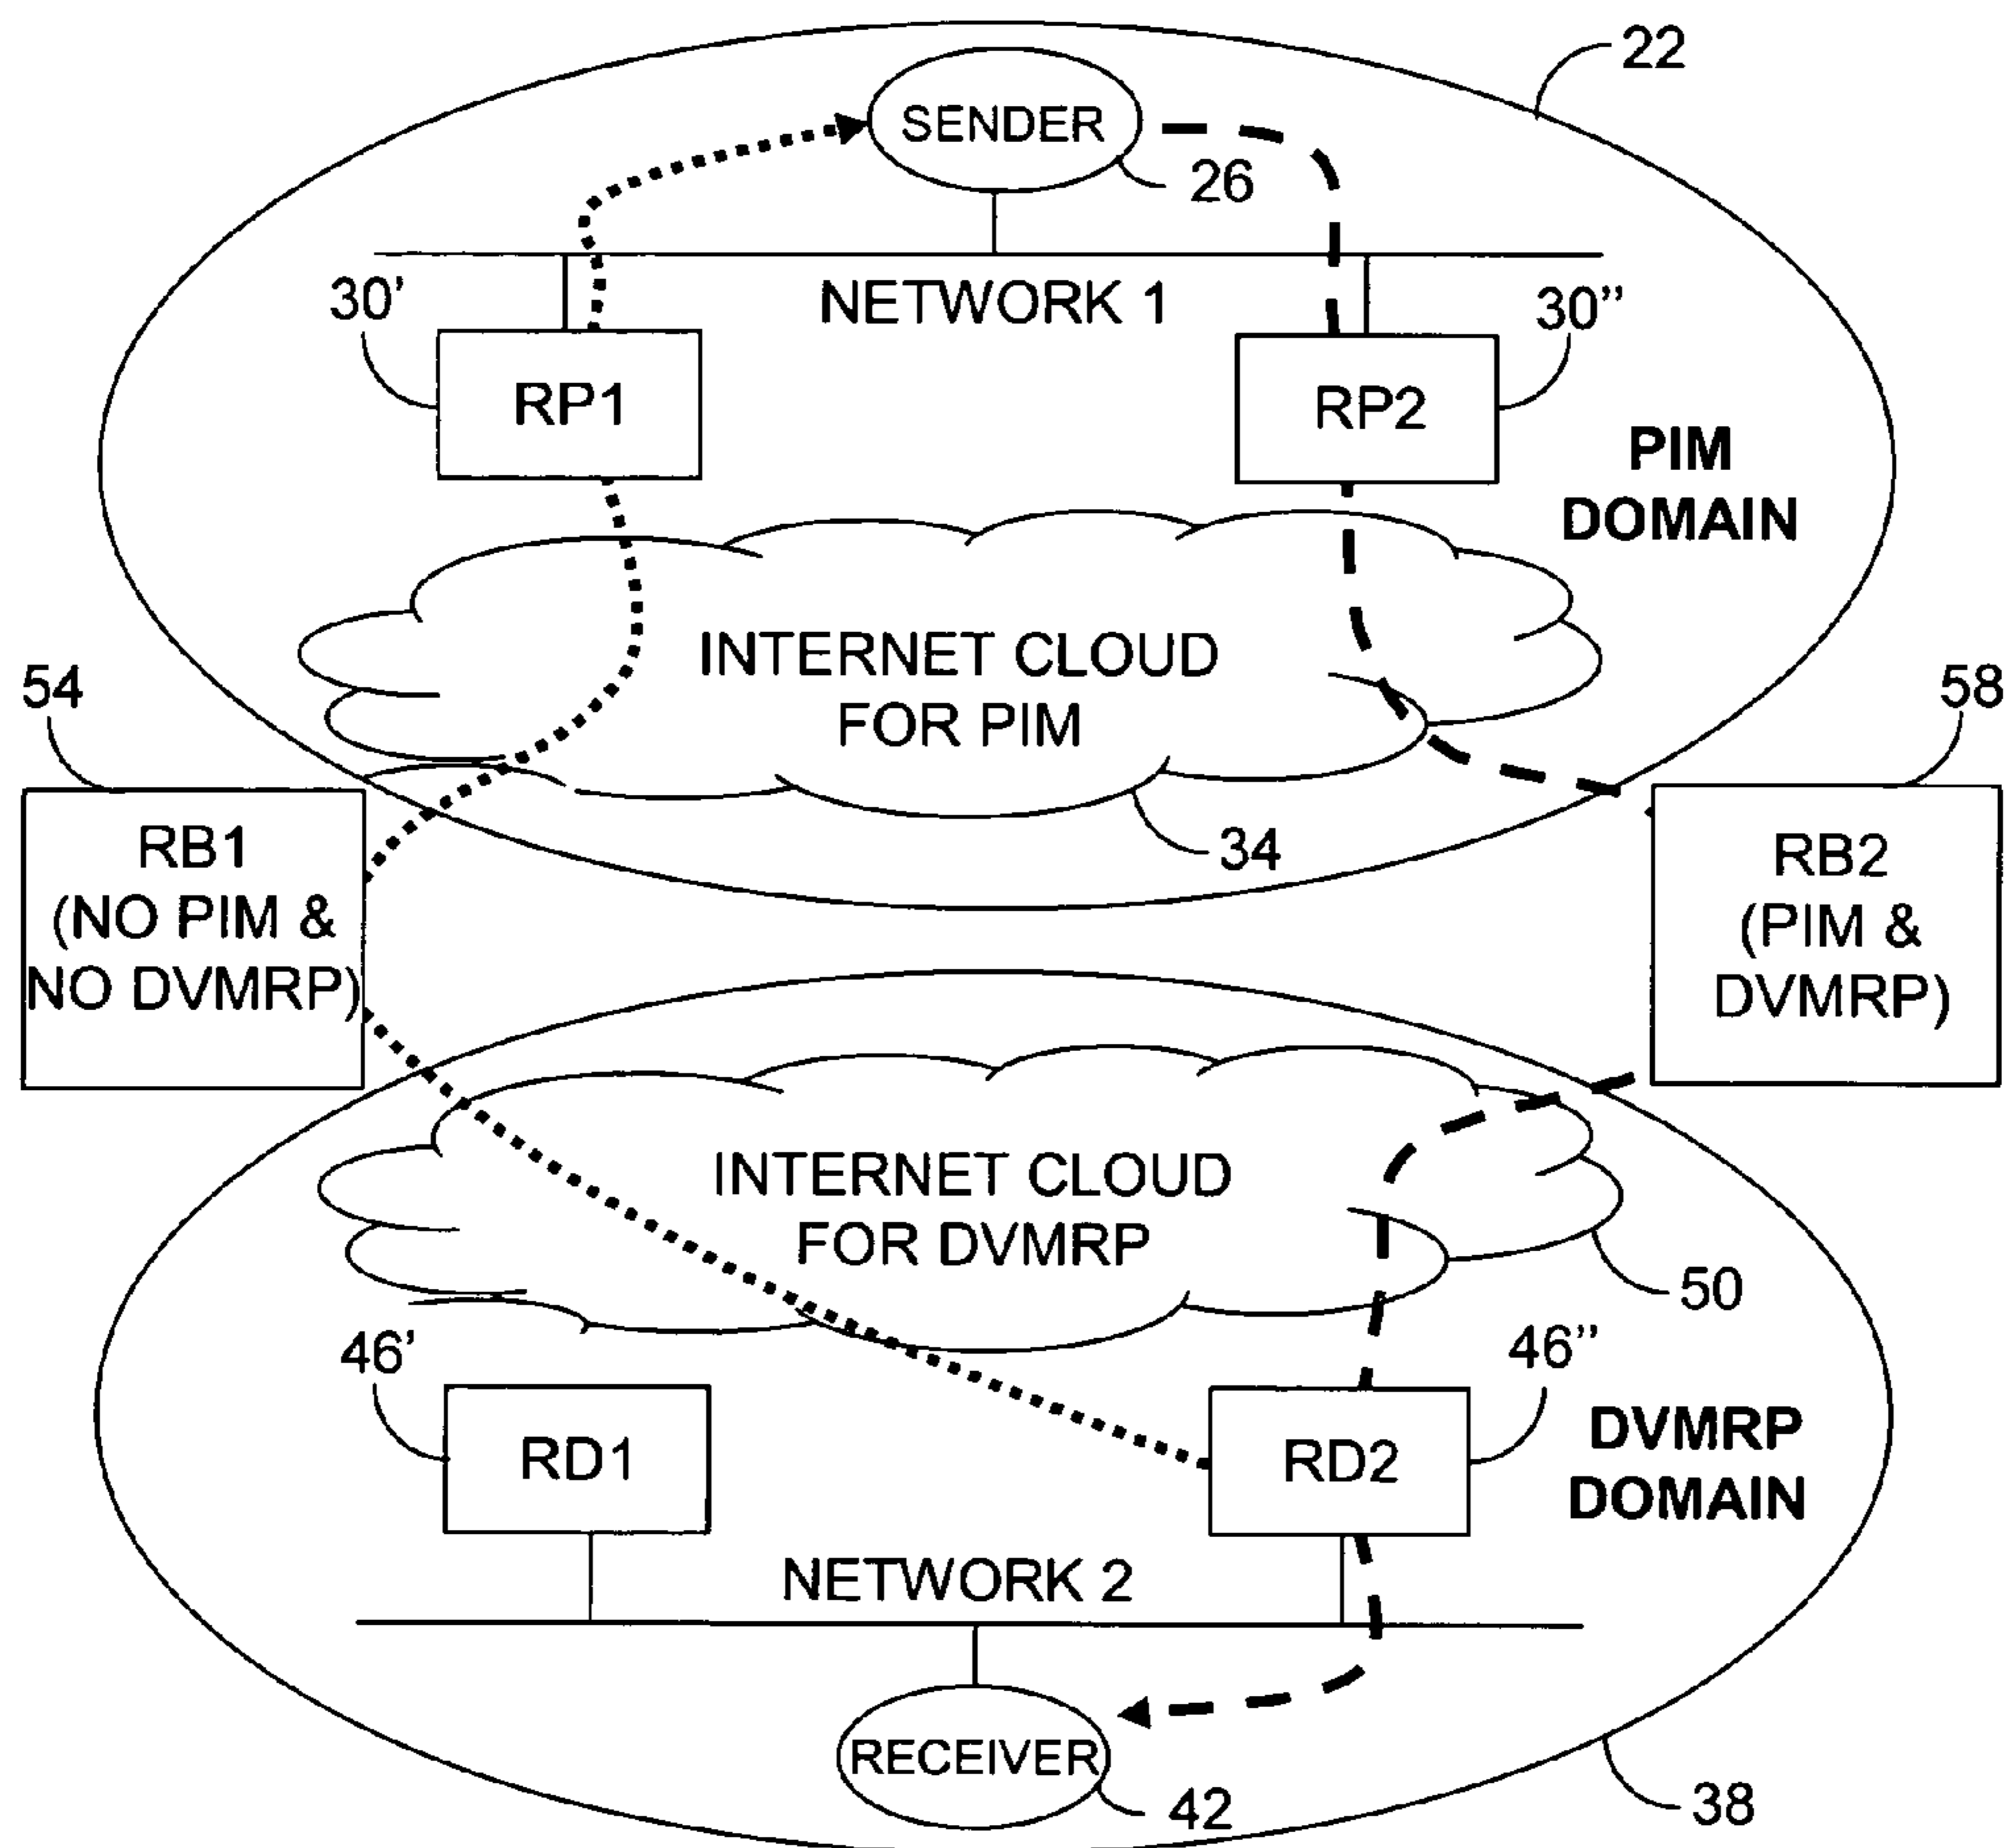 22
SENDER
26
30'
NETWORK 1
30"
RP1
RP2
PIM
DOMAIN
INTERNET CLOUD
FOR PIM
54
58
34
RB1
(NO PIM &
NO DVMRP)
RB2
(PIM &
DVMRP)
INTERNET CLOUD
FOR DVMRP
50
46'
46"
RD1
RD2
DVMRP
DOMAIN
NETWORK 2
RECEIVER
42
38